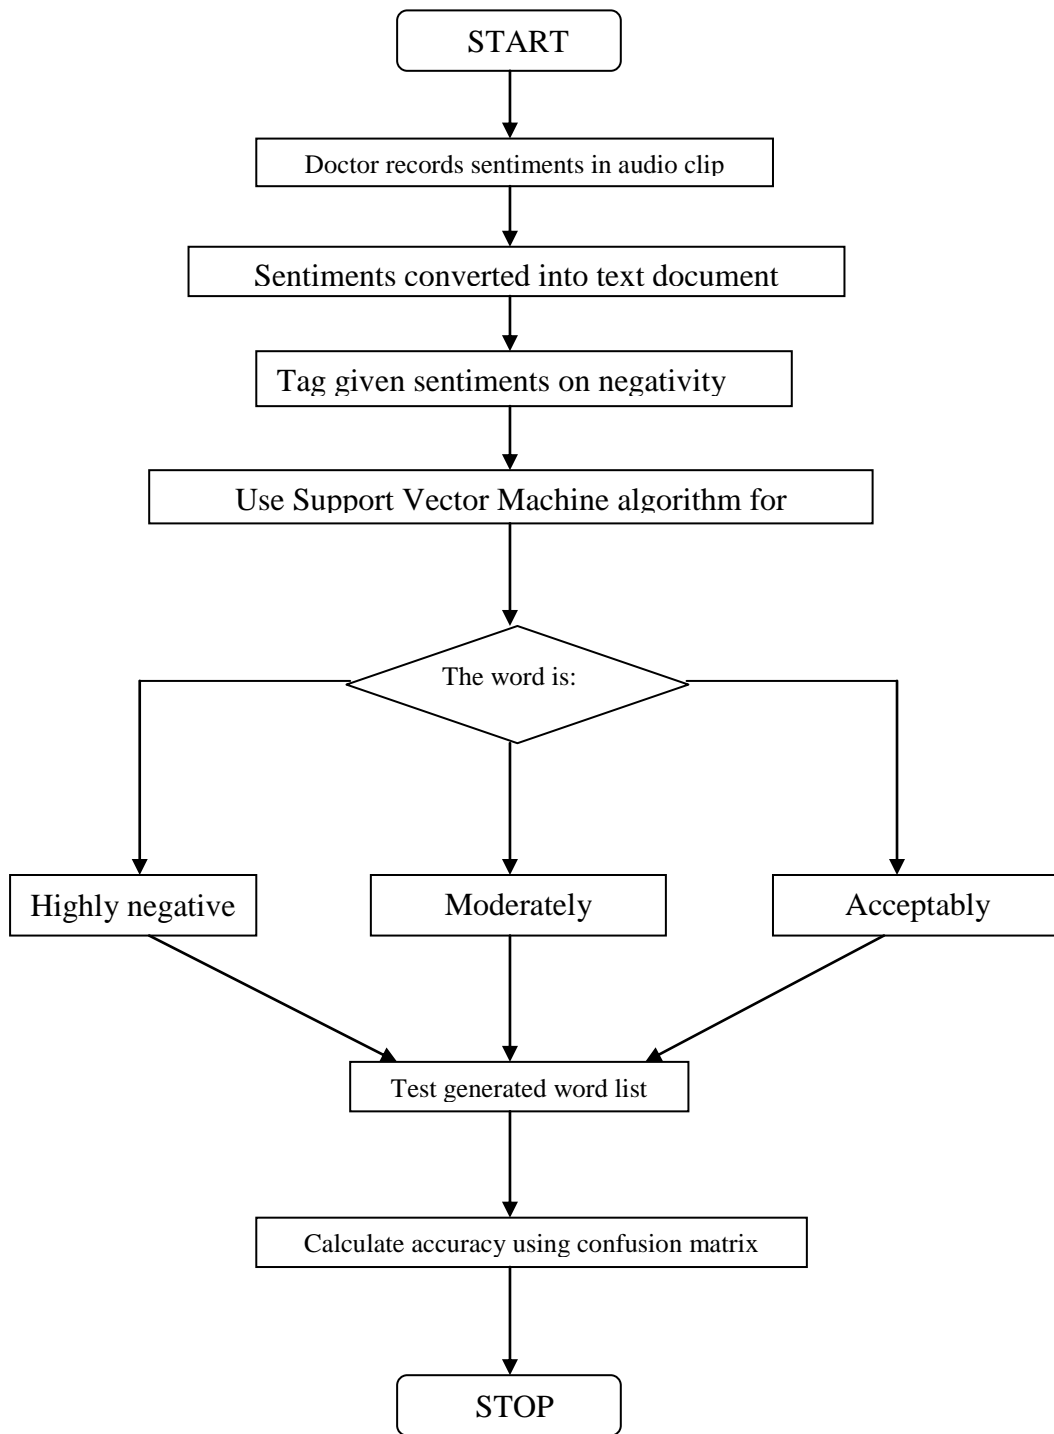 START
Doctor records sentiments in audio clip
Sentiments converted into text document
Tag given sentiments on negativity
Use Support Vector Machine algorithm for
The word is:
Highly negative
Moderately
Acceptably
Test generated word list
Calculate accuracy using confusion matrix
STOP